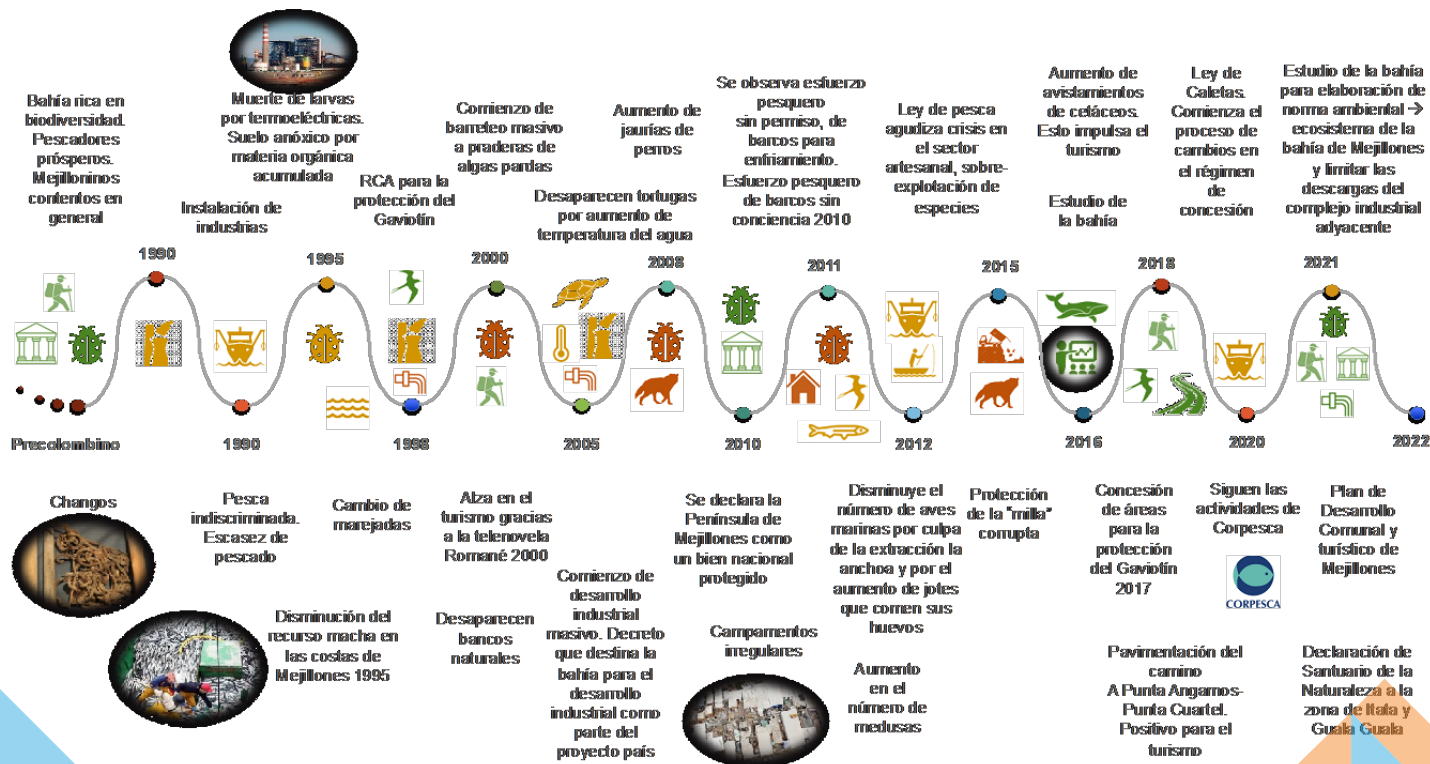 Bahía rica en
biodiversidad.
Pescadores
prósperos.
Mejilloninos
contentos en
general
Muerte de larvas
por termoeléctricas.
Suelo anóxico por
materia orgánica
acumulada
Instalación de
industrias
RCA para la
protección del
Gaviotín
Comienzo de
barreteo masivo
a praderas de
algas pardas
Desaparecen tortugas
por aumento de
temperatura del agua
Aumento de
jaurías de
perros
Se observa esfuerzo
pesquero
sin permiso, de
barcos para
enfriamiento.
Esfuerzo pesquero
de barcos sin
conciencia 2010
Ley de pesca
agudiza crisis en
el sector
artesanal, sobre-
explotación de
especies
Aumento de
avistamientos
de cetáceos.
Esto impulsa el
turismo
Estudio de
la bahía
Ley de
Caletas.
Comienza el
proceso de
cambios en
el régimen
de
concesión
Estudio de la bahía
para elaboración de
norma ambiental →
ecosistema de la
bahía de Mejillones
y limitar las
descargas del
complejo industrial
adyacente
1990
1995
2000
2008
2011
2015
2018
2021
Precolombino
1990
1998
2005
2010
2012
2016
2020
2022
Changos
Pesca
indiscriminada.
Escasez de
pescado
Disminución del
recurso macha en
las costas de
Mejillones 1995
Cambio de
marejadas
Alza en el
turismo gracias
a la telenovela
Romané 2000
Desaparecen
bancos
naturales
Comienzo de
desarrollo
industrial
masivo. Decreto
que destina la
bahía para el
desarrollo
industrial como
parte del
proyecto país
Se declara la
Península de
Mejillones como
un bien nacional
protegido
Campamentos
irregulares
Disminuye el
número de aves
marinas por culpa
de la extracción la
anchoa y por el
aumento de jotes
que comen sus
huevos
Aumento
en el
número de
medusas
Protección
de la "milla"
corrupta
Concesión
de áreas
para la
protección
del Gaviotín
2017
Pavimentación del
camino
A Punta Angamos-
Punta Cuartel.
Positivo para el
turismo
Siguen las
actividades de
Corpesca
CORPESCA
Plan de
Desarrollo
Comunal y
turístico de
Mejillones
Declaración de
Santuario de la
Naturaleza a la
zona de Itata y
Guala Guala